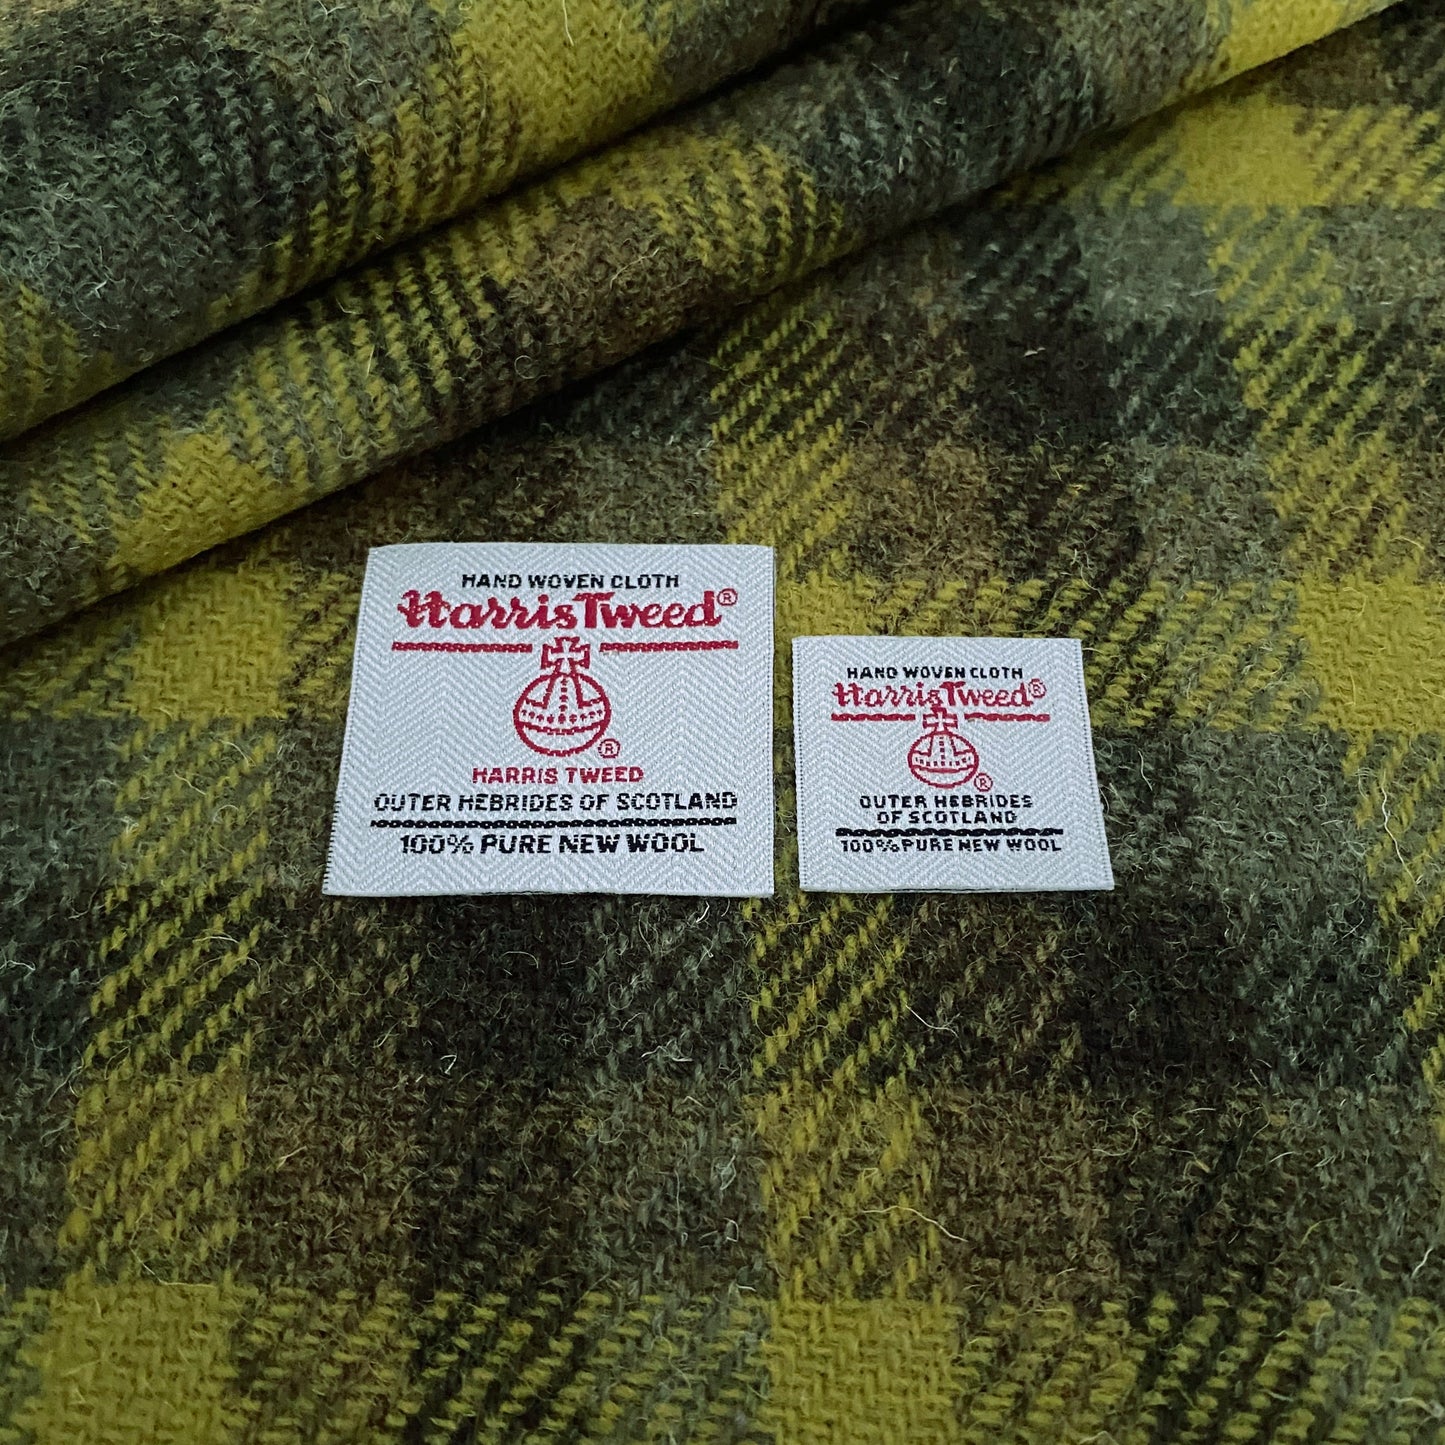 HAND WOVEN CLOTH
Harris Tweed®
®
HARRIS TWEED
OUTER HEBRIDES OF SCOTLAND
100% PURE NEW WOOL
HAND WOVEN CLOTH
Harris Tweed®
®
OUTER HEBRIDES
OF SCOTLAND
100% PURE NEW WOOL